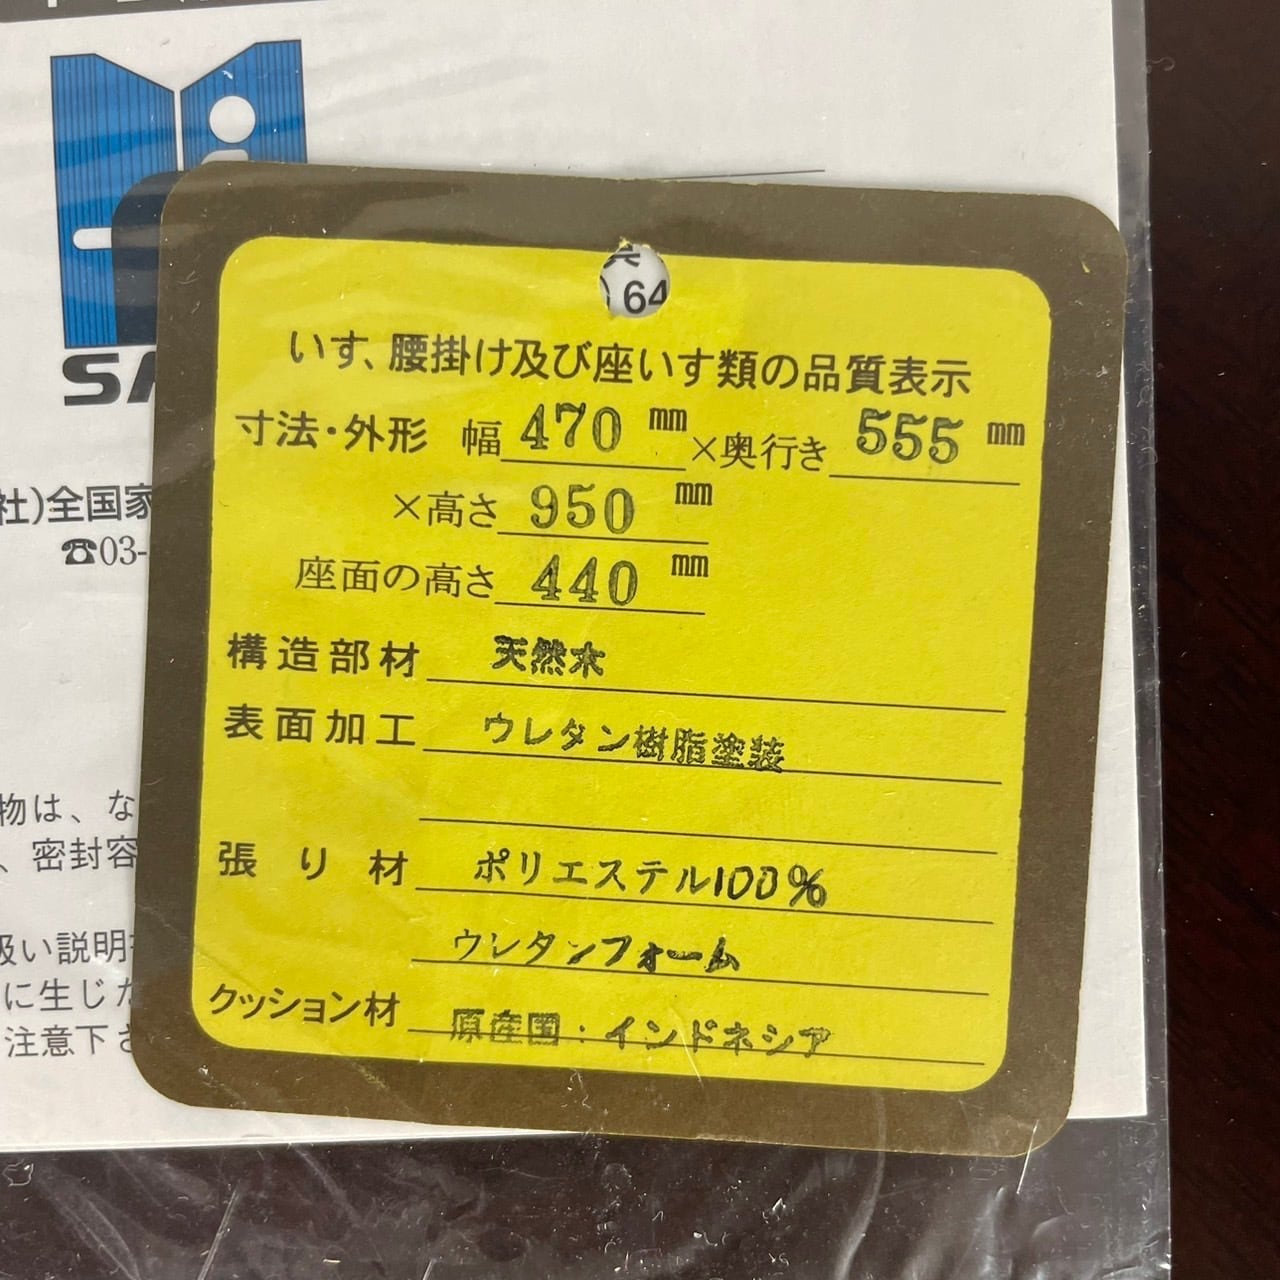 いす、腰掛け及び座いす類の品質表示
64
寸法・外形 幅 470 mm ×奥行き 555 mm
×高さ 950 mm
座面の高さ 440 mm
構造部材 天然木
表面加工 ウレタン樹脂塗装
張り材 ポリエステル100%
ウレタンフォーム
クッション材 原産国:インドネシア
社)全国家
☎03-
物は、な
、密封容
扱い説明
に生じた
注意下さ